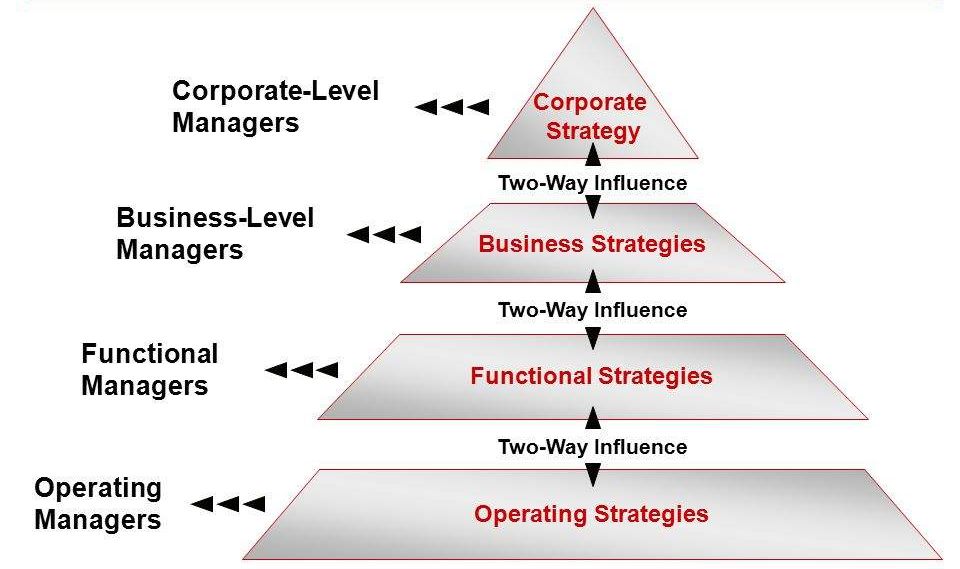 Corporate-Level
Managers
Corporate
Strategy
Two-Way Influence
Business-Level
Managers
Business Strategies
Two-Way Influence
Functional
Managers
Functional Strategies
Two-Way Influence
Operating
Managers
Operating Strategies